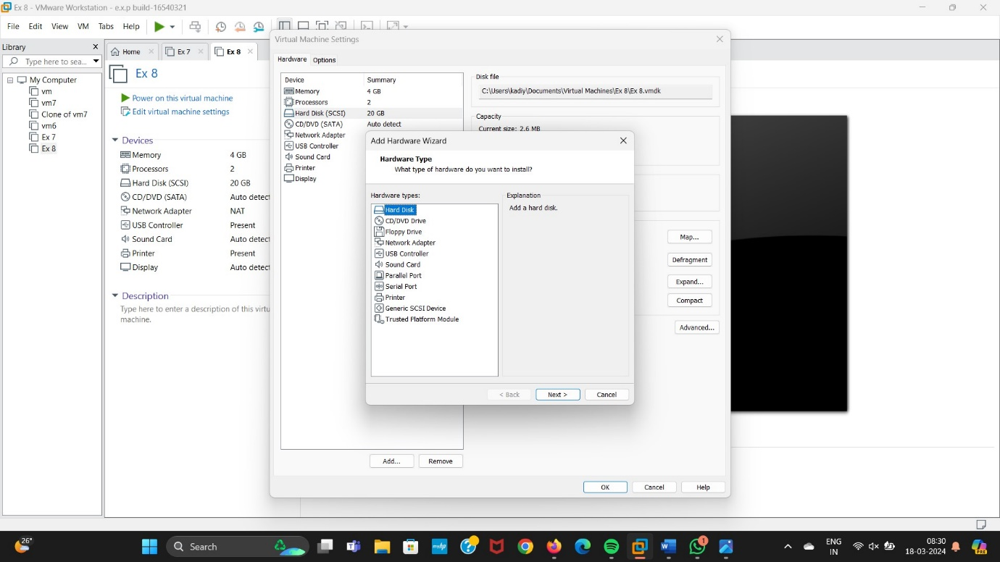 Ex 8 - VMware Workstation - e.x.p build-16540321
File Edit View VM Tabs Help
Library
Type here to sea...
My Computer
vm
vm7
Clone of vm7
vm6
Ex 7
Ex 8
Home
Ex 7
Ex 8
Ex 8
Power on this virtual machine
Edit virtual machine settings
Devices
Memory 4 GB
Processors 2
Hard Disk (SCSI) 20 GB
CD/DVD (SATA) Auto detect
Network Adapter NAT
USB Controller Present
Sound Card Auto detect
Printer Present
Display Auto detect
Description
Type here to enter a description of this virtu
machine.
Virtual Machine Settings
Hardware Options
Device Summary
Memory 4 GB
Processors 2
Hard Disk (SCSI) 20 GB
CD/DVD (SATA) Auto detect
Network Adapter
USB Controller
Sound Card
Printer
Display
Disk file
C:\Users\kadiy\Documents\Virtual Machines\Ex 8\Ex 8.vmdk
Capacity
Current size: 2.6 MB
Map...
Defragment
Expand...
Compact
Advanced...
Add Hardware Wizard
Hardware Type
What type of hardware do you want to install?
Hardware types:
Hard Disk
CD/DVD Drive
Floppy Drive
Network Adapter
USB Controller
Sound Card
Parallel Port
Serial Port
Printer
Generic SCSI Device
Trusted Platform Module
Explanation
Add a hard disk.
< Back Next > Cancel
Add... Remove
OK Cancel Help
26°
Search
myhp
1
ENG
IN
08:30
18-03-2024
PRE